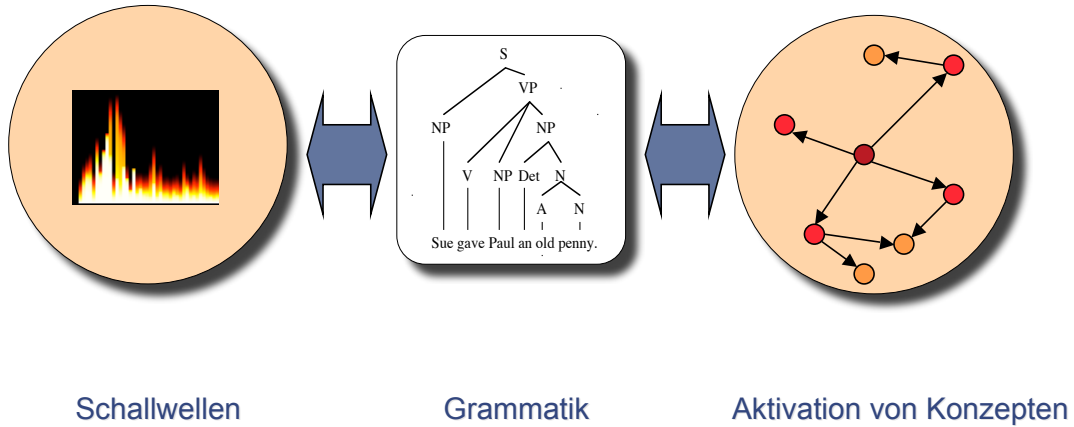 S
VP
NP NP
V NP Det N
A N
Sue gave Paul an old penny.
Schallwellen Grammatik Aktivation von Konzepten